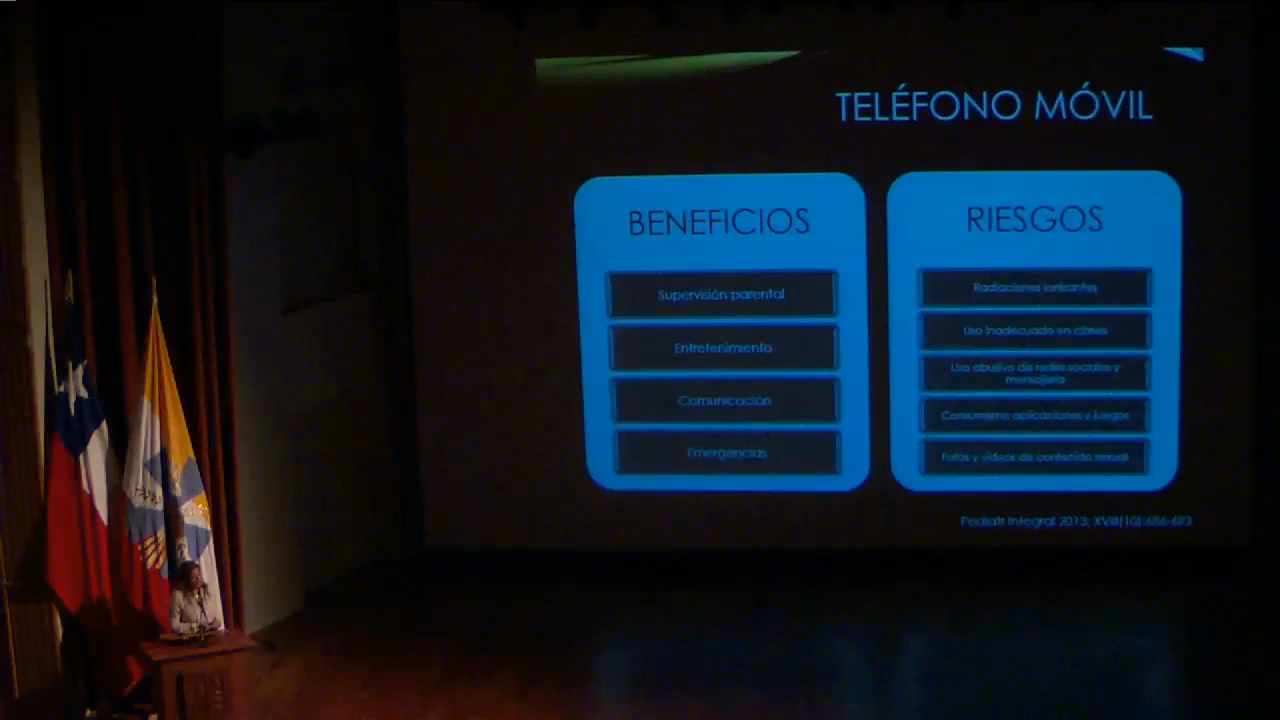 TELÉFONO MÓVIL
BENEFICIOS
Supervisión parental
Entretenimiento
Comunicación
Emergencias
RIESGOS
Radiaciones ionizantes
Uso inadecuado en clases
Uso abusivo de redes sociales y
mensajería
Consumismo aplicaciones y juegos
Fotos y videos de contenido sexual
Pediatr Integral 2013; XVII(10):686-693